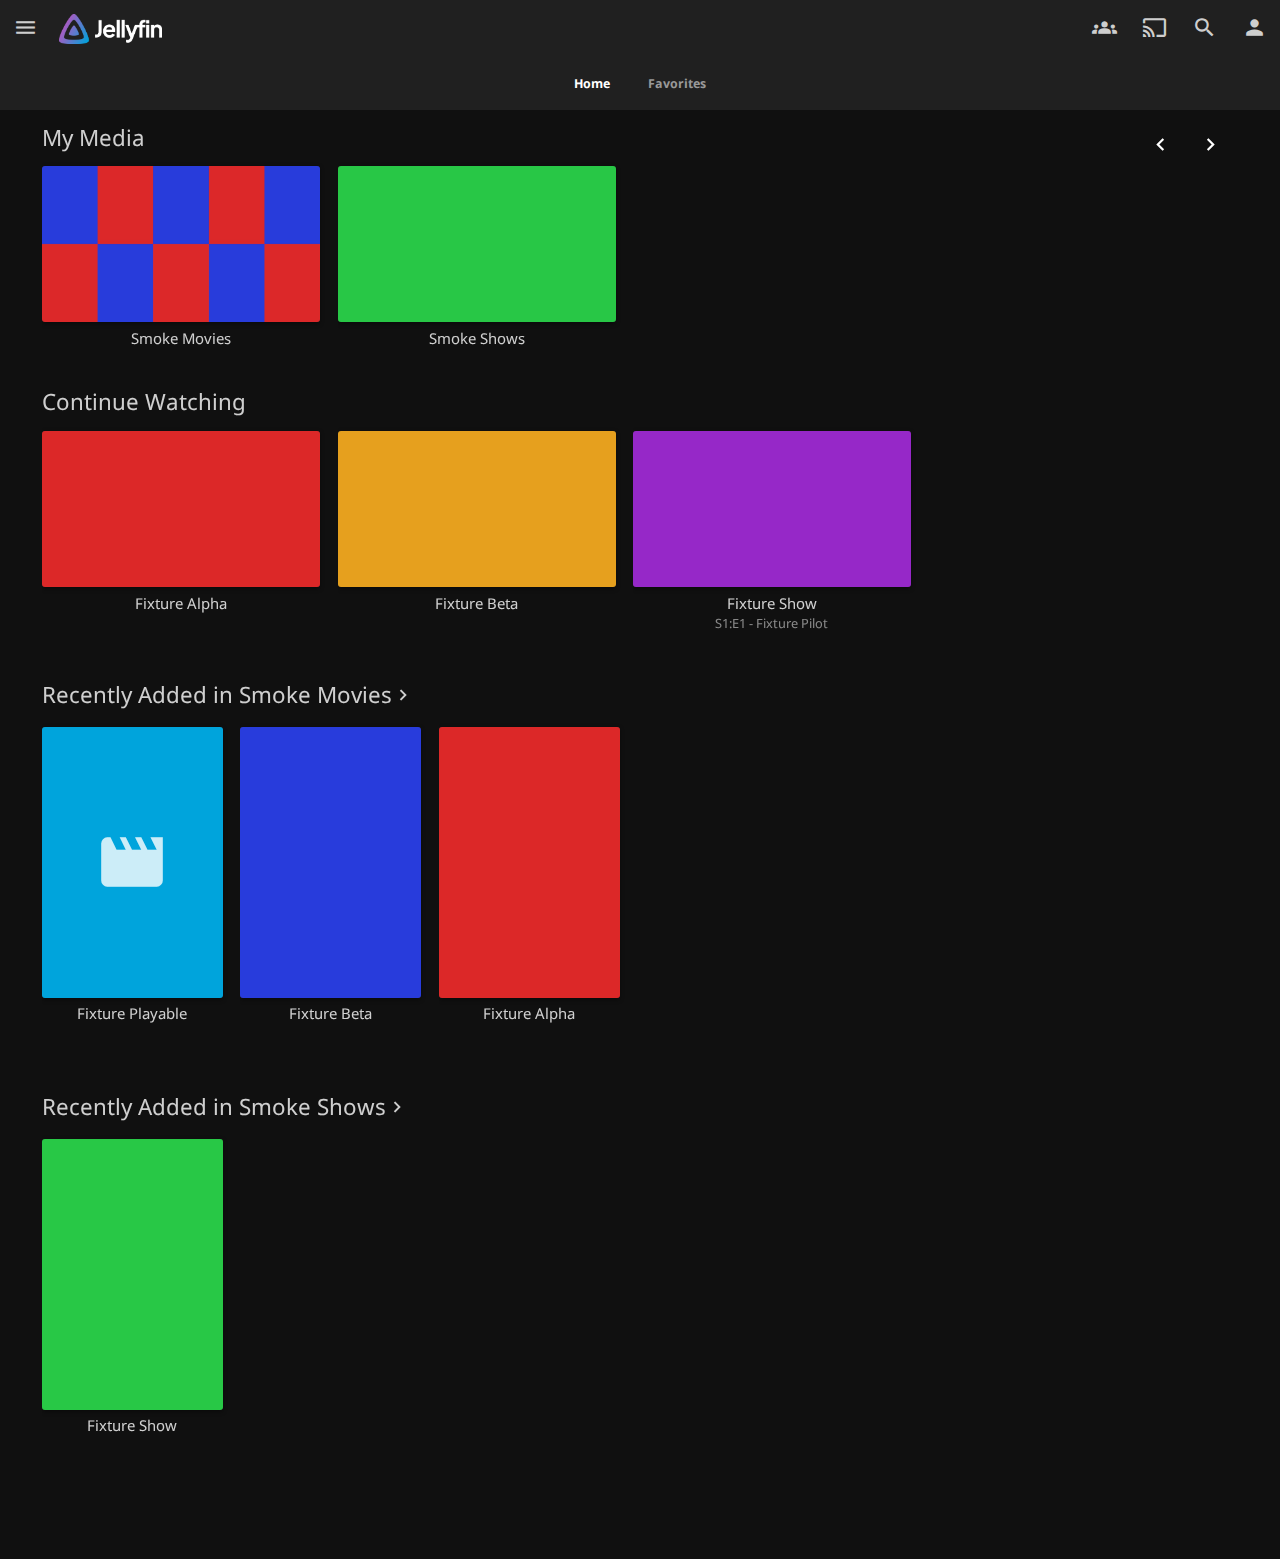 Jellyfin
Home Favorites
My Media
Smoke Movies Smoke Shows
Continue Watching
Fixture Alpha Fixture Beta Fixture Show
S1:E1 - Fixture Pilot
Recently Added in Smoke Movies
Fixture Playable Fixture Beta Fixture Alpha
Recently Added in Smoke Shows
Fixture Show